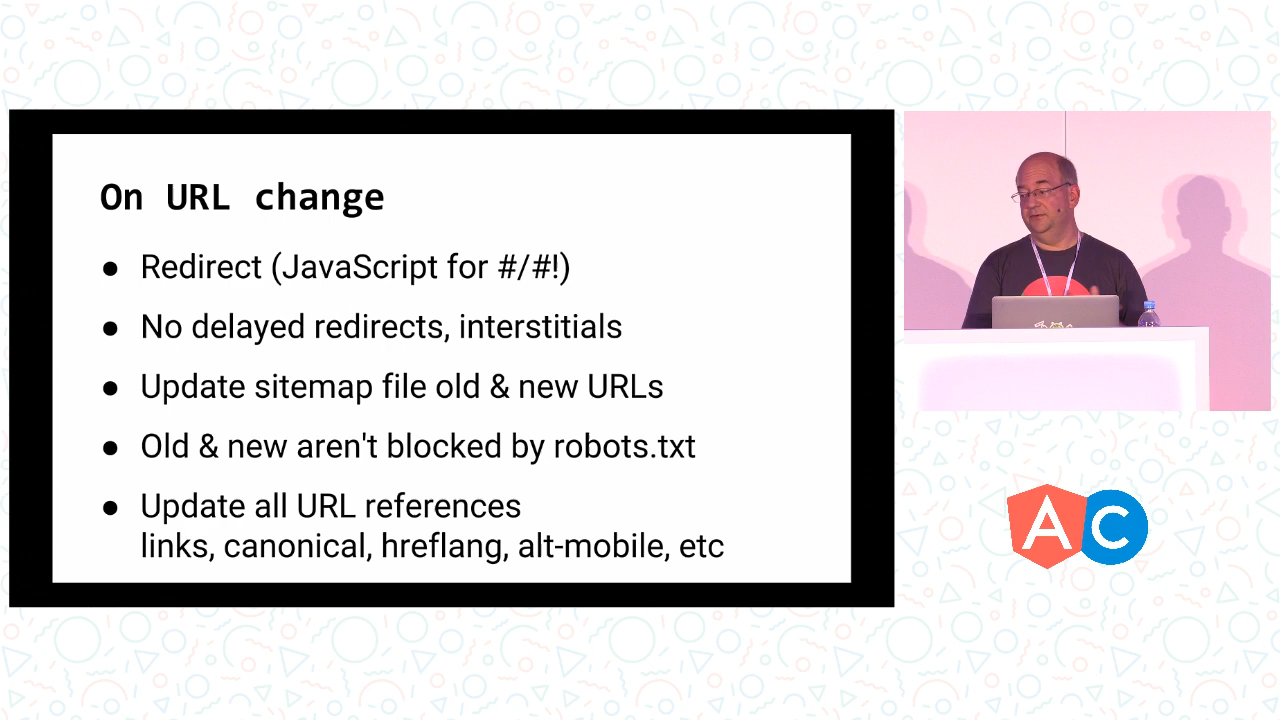 On URL change
● Redirect (JavaScript for #/#!)
● No delayed redirects, interstitials
● Update sitemap file old & new URLs
● Old & new aren't blocked by robots.txt
● Update all URL references
links, canonical, hreflang, alt-mobile, etc
A C